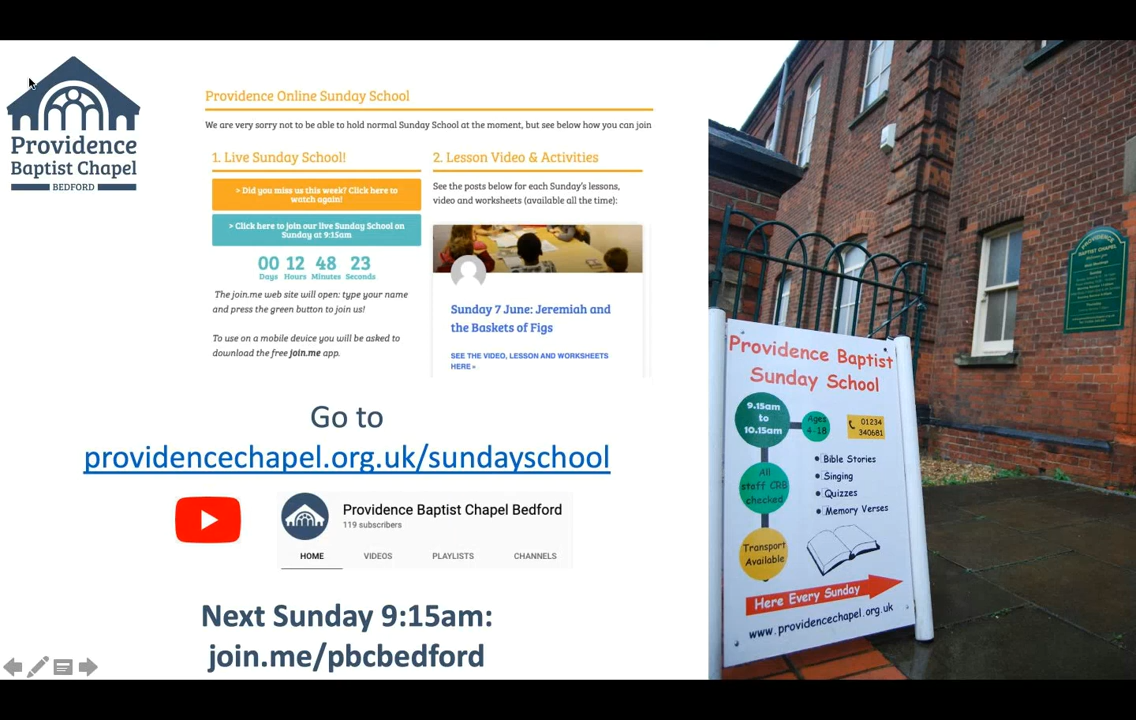 Providence
Baptist Chapel
BEDFORD
Providence Online Sunday School
We are very sorry not to be able to hold normal Sunday School at the moment, but see below how you can join
1. Live Sunday School!
> Did you miss us this week? Click here to
watch again!
> Click here to join our live Sunday School on
Sunday at 9:15am
00 12 48 23
Days Hours Minutes Seconds
The join.me web site will open: type your name
and press the green button to join us!
To use on a mobile device you will be asked to
download the free join.me app.
2. Lesson Video & Activities
See the posts below for each Sunday's lessons,
video and worksheets (available all the time):
Sunday 7 June: Jeremiah and
the Baskets of Figs
SEE THE VIDEO, LESSON AND WORKSHEETS
HERE »
Go to
providencechapel.org.uk/sundayschool
Providence Baptist Chapel Bedford
119 subscribers
HOME VIDEOS PLAYLISTS CHANNELS
Next Sunday 9:15am:
join.me/pbcbedford
PROVIDENCE
BAPTIST CHAPEL
Providence Baptist
Sunday School
9.15am
to
10.15am
Ages
4-18
01234
340681
All
staff CRB
checked
Transport
Available
Bible Stories
Singing
Quizzes
Memory Verses
Here Every Sunday
www.providencechapel.org.uk